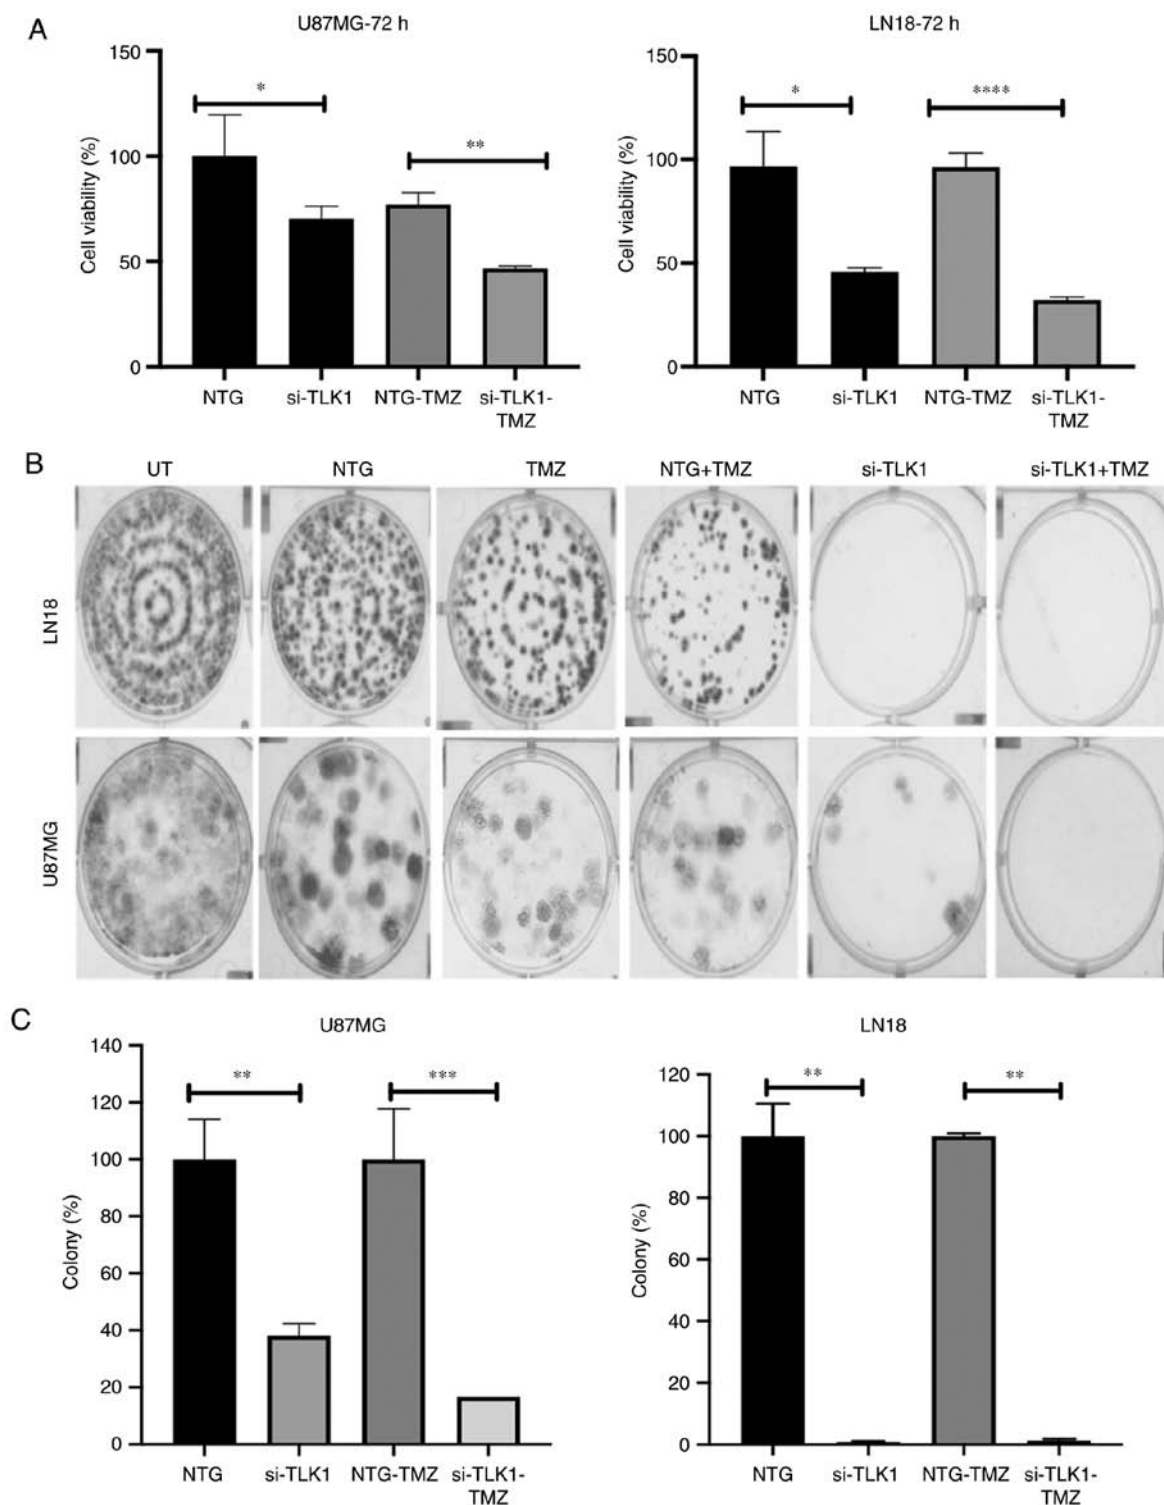 A
U87MG-72 h
150
100
50
0
Cell viability (%)
*
**
NTG
si-TLK1
NTG-TMZ
si-TLK1-
TMZ
LN18-72 h
150
100
50
0
Cell viability (%)
*
****
NTG
si-TLK1
NTG-TMZ
si-TLK1-
TMZ
B
UT
NTG
TMZ
NTG+TMZ
si-TLK1
si-TLK1+TMZ
LN18
U87MG
C
U87MG
140
120
100
80
60
40
20
0
Colony (%)
**
***
NTG
si-TLK1
NTG-TMZ
si-TLK1-
TMZ
LN18
120
100
80
60
40
20
0
Colony (%)
**
**
NTG
si-TLK1
NTG-TMZ
si-TLK1-
TMZ